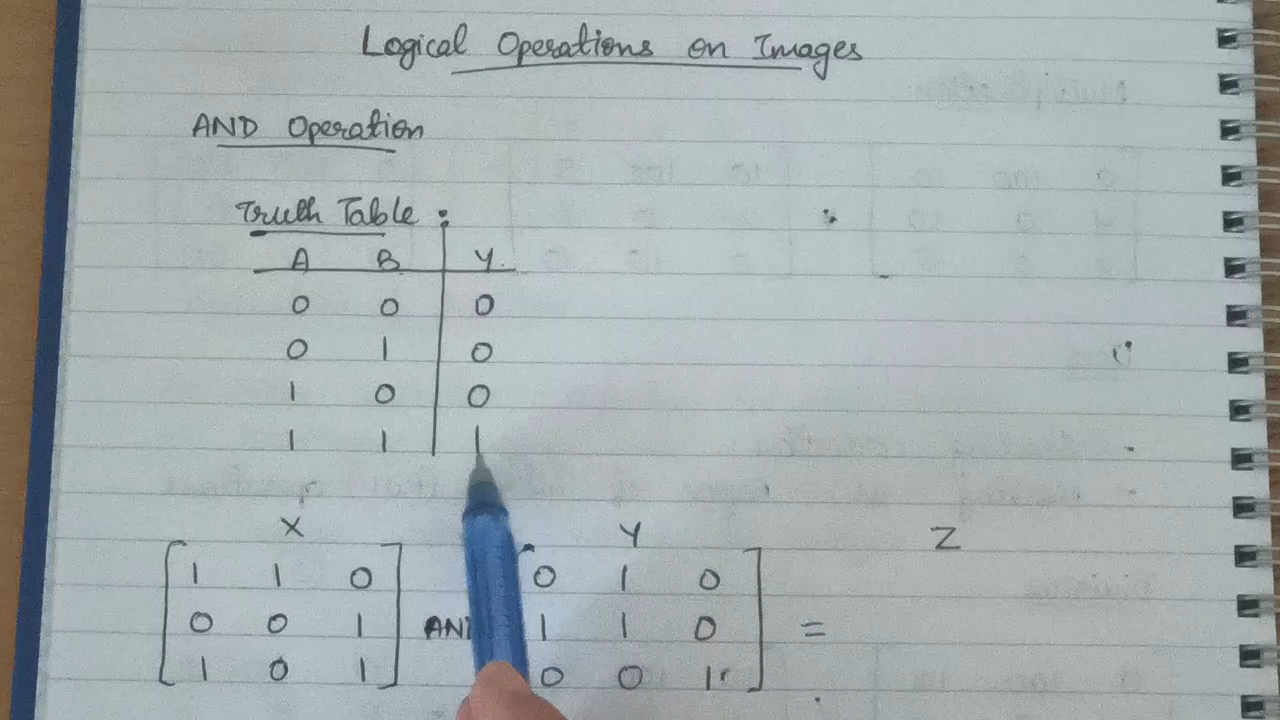 Logical Operations on Images
AND Operation
Truth Table :
A B Y
0 0 0
0 1 0
1 0 0
1 1 1
X Y Z
1 1 0 0 1 0
0 0 1 AND 1 1 0 =
1 0 1 0 0 1